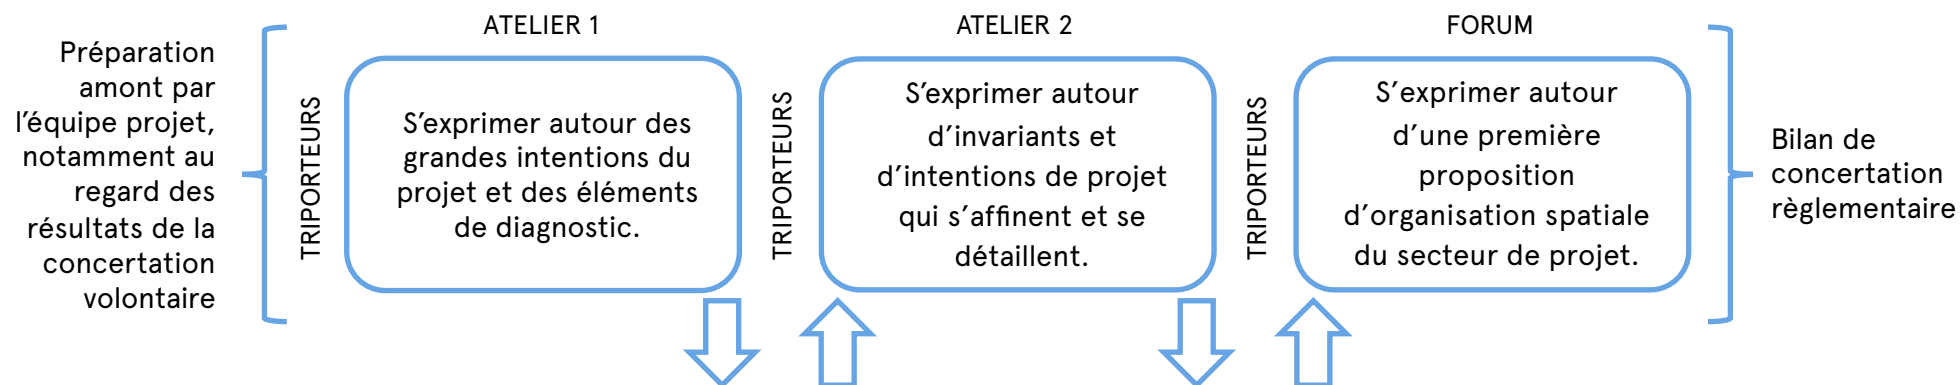 Préparation
amont par
l’équipe projet,
notamment au
regard des
résultats de la
concertation
volontaire
TRIPORTEURS
ATELIER 1
S’exprimer autour des
grandes intentions du
projet et des éléments
de diagnostic.
TRIPORTEURS
ATELIER 2
S’exprimer autour
d’invariants et
d’intentions de projet
qui s’affinent et se
détaillent.
TRIPORTEURS
FORUM
S’exprimer autour
d’une première
proposition
d’organisation spatiale
du secteur de projet.
Bilan de
concertation
règlementaire